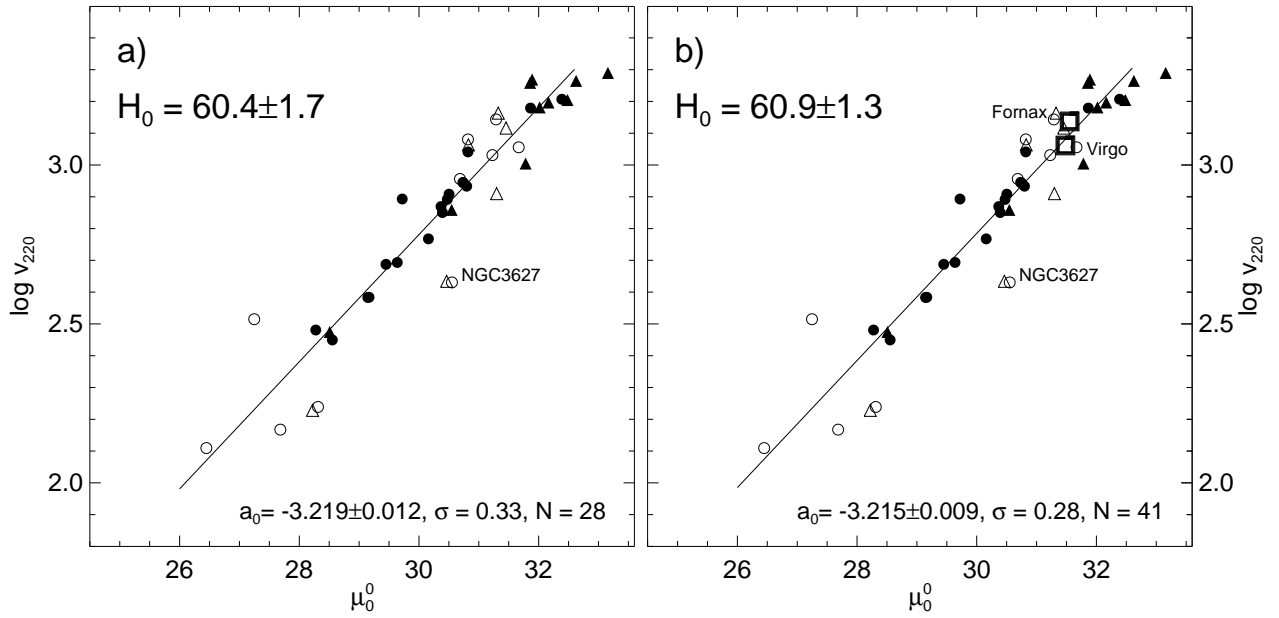 a)
H₀ = 60.4±1.7
NGC3627
a₀= -3.219±0.012, σ = 0.33, N = 28
log v₂₂₀
3.0
2.5
2.0
26 28 30 32
μ₀⁰
b)
H₀ = 60.9±1.3
Fornax
Virgo
NGC3627
a₀= -3.215±0.009, σ = 0.28, N = 41
3.0
2.5
2.0
log v₂₂₀
26 28 30 32
μ₀⁰